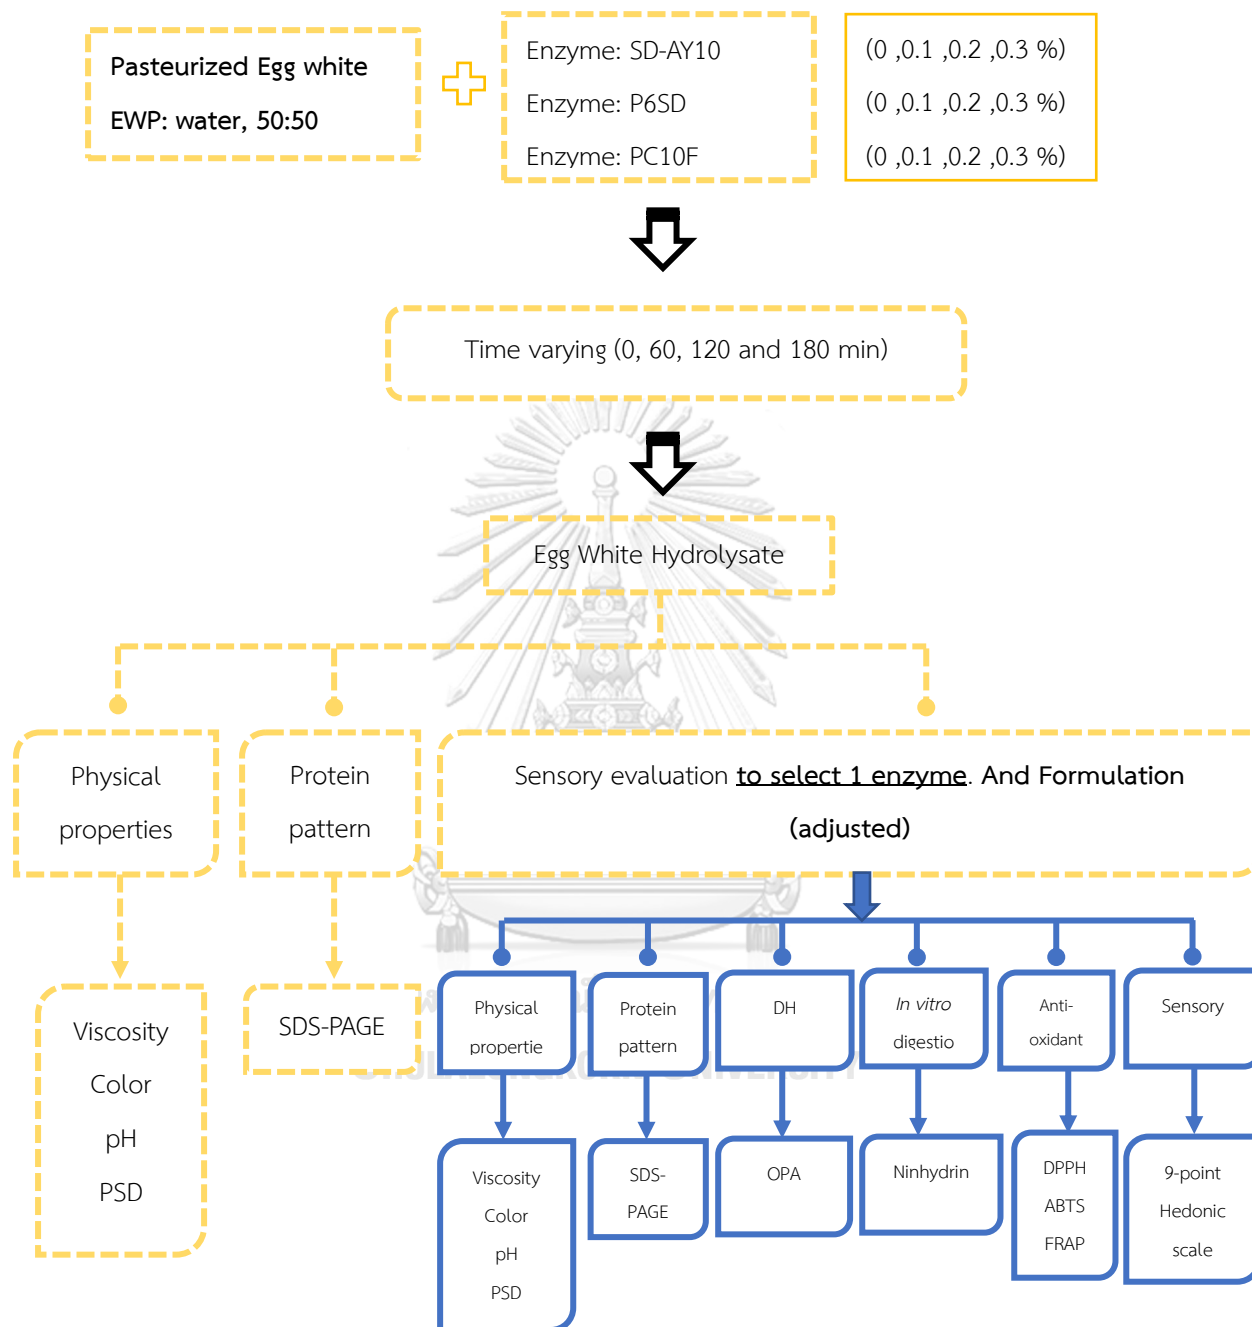 Pasteurized Egg white
EWP: water, 50:50
Enzyme: SD-AY10
(0 ,0.1 ,0.2 ,0.3 %)
Enzyme: P6SD
(0 ,0.1 ,0.2 ,0.3 %)
Enzyme: PC10F
(0 ,0.1 ,0.2 ,0.3 %)
Time varying (0, 60, 120 and 180 min)
Egg White Hydrolysate
Physical
properties
Protein
pattern
Sensory evaluation to select 1 enzyme. And Formulation
(adjusted)
Viscosity
Color
pH
PSD
SDS-PAGE
Physical
propertie
Protein
pattern
DH
In vitro
digestio
Anti-
oxidant
Sensory
Viscosity
Color
pH
PSD
SDS-
PAGE
OPA
Ninhydrin
DPPH
ABTS
FRAP
9-point
Hedonic
scale